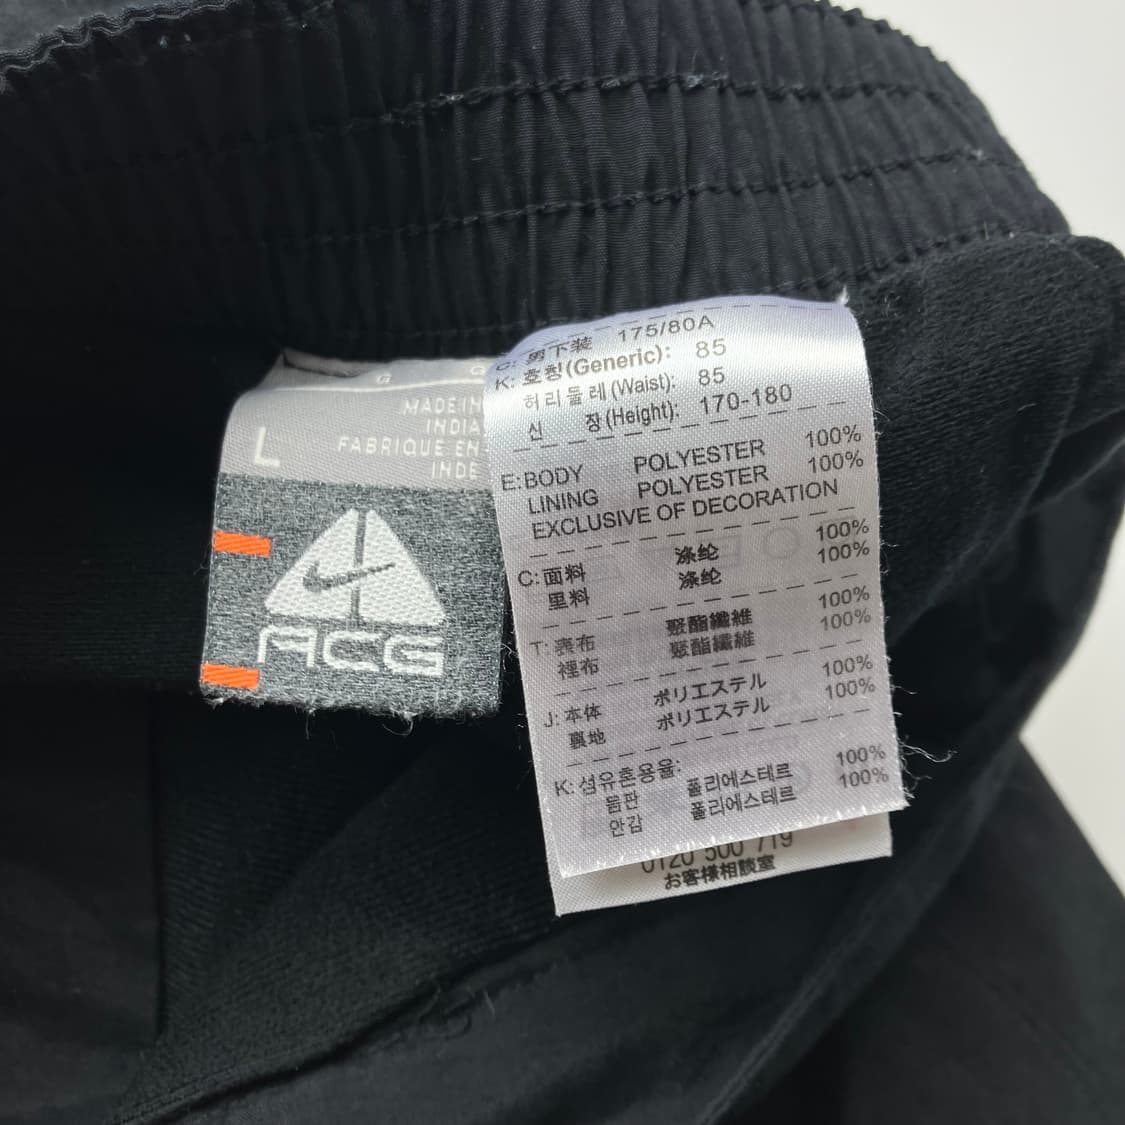 G G
MADE IN
INDIA
FABRIQUE EN
INDE
L
ACG
C: 男下装 175/80A
K: 호칭(Generic): 85
허리둘레(Waist): 85
신 장(Height): 170-180
E: BODY POLYESTER 100%
LINING POLYESTER 100%
EXCLUSIVE OF DECORATION
C: 面料 涤纶 100%
里料 涤纶 100%
T: 表布 聚酯纖維 100%
裡布 聚酯纖維 100%
J: 本体 ポリエステル 100%
裏地 ポリエステル 100%
K: 섬유혼용율:
몸판 폴리에스테르 100%
안감 폴리에스테르 100%
0120 500 719
お客様相談室